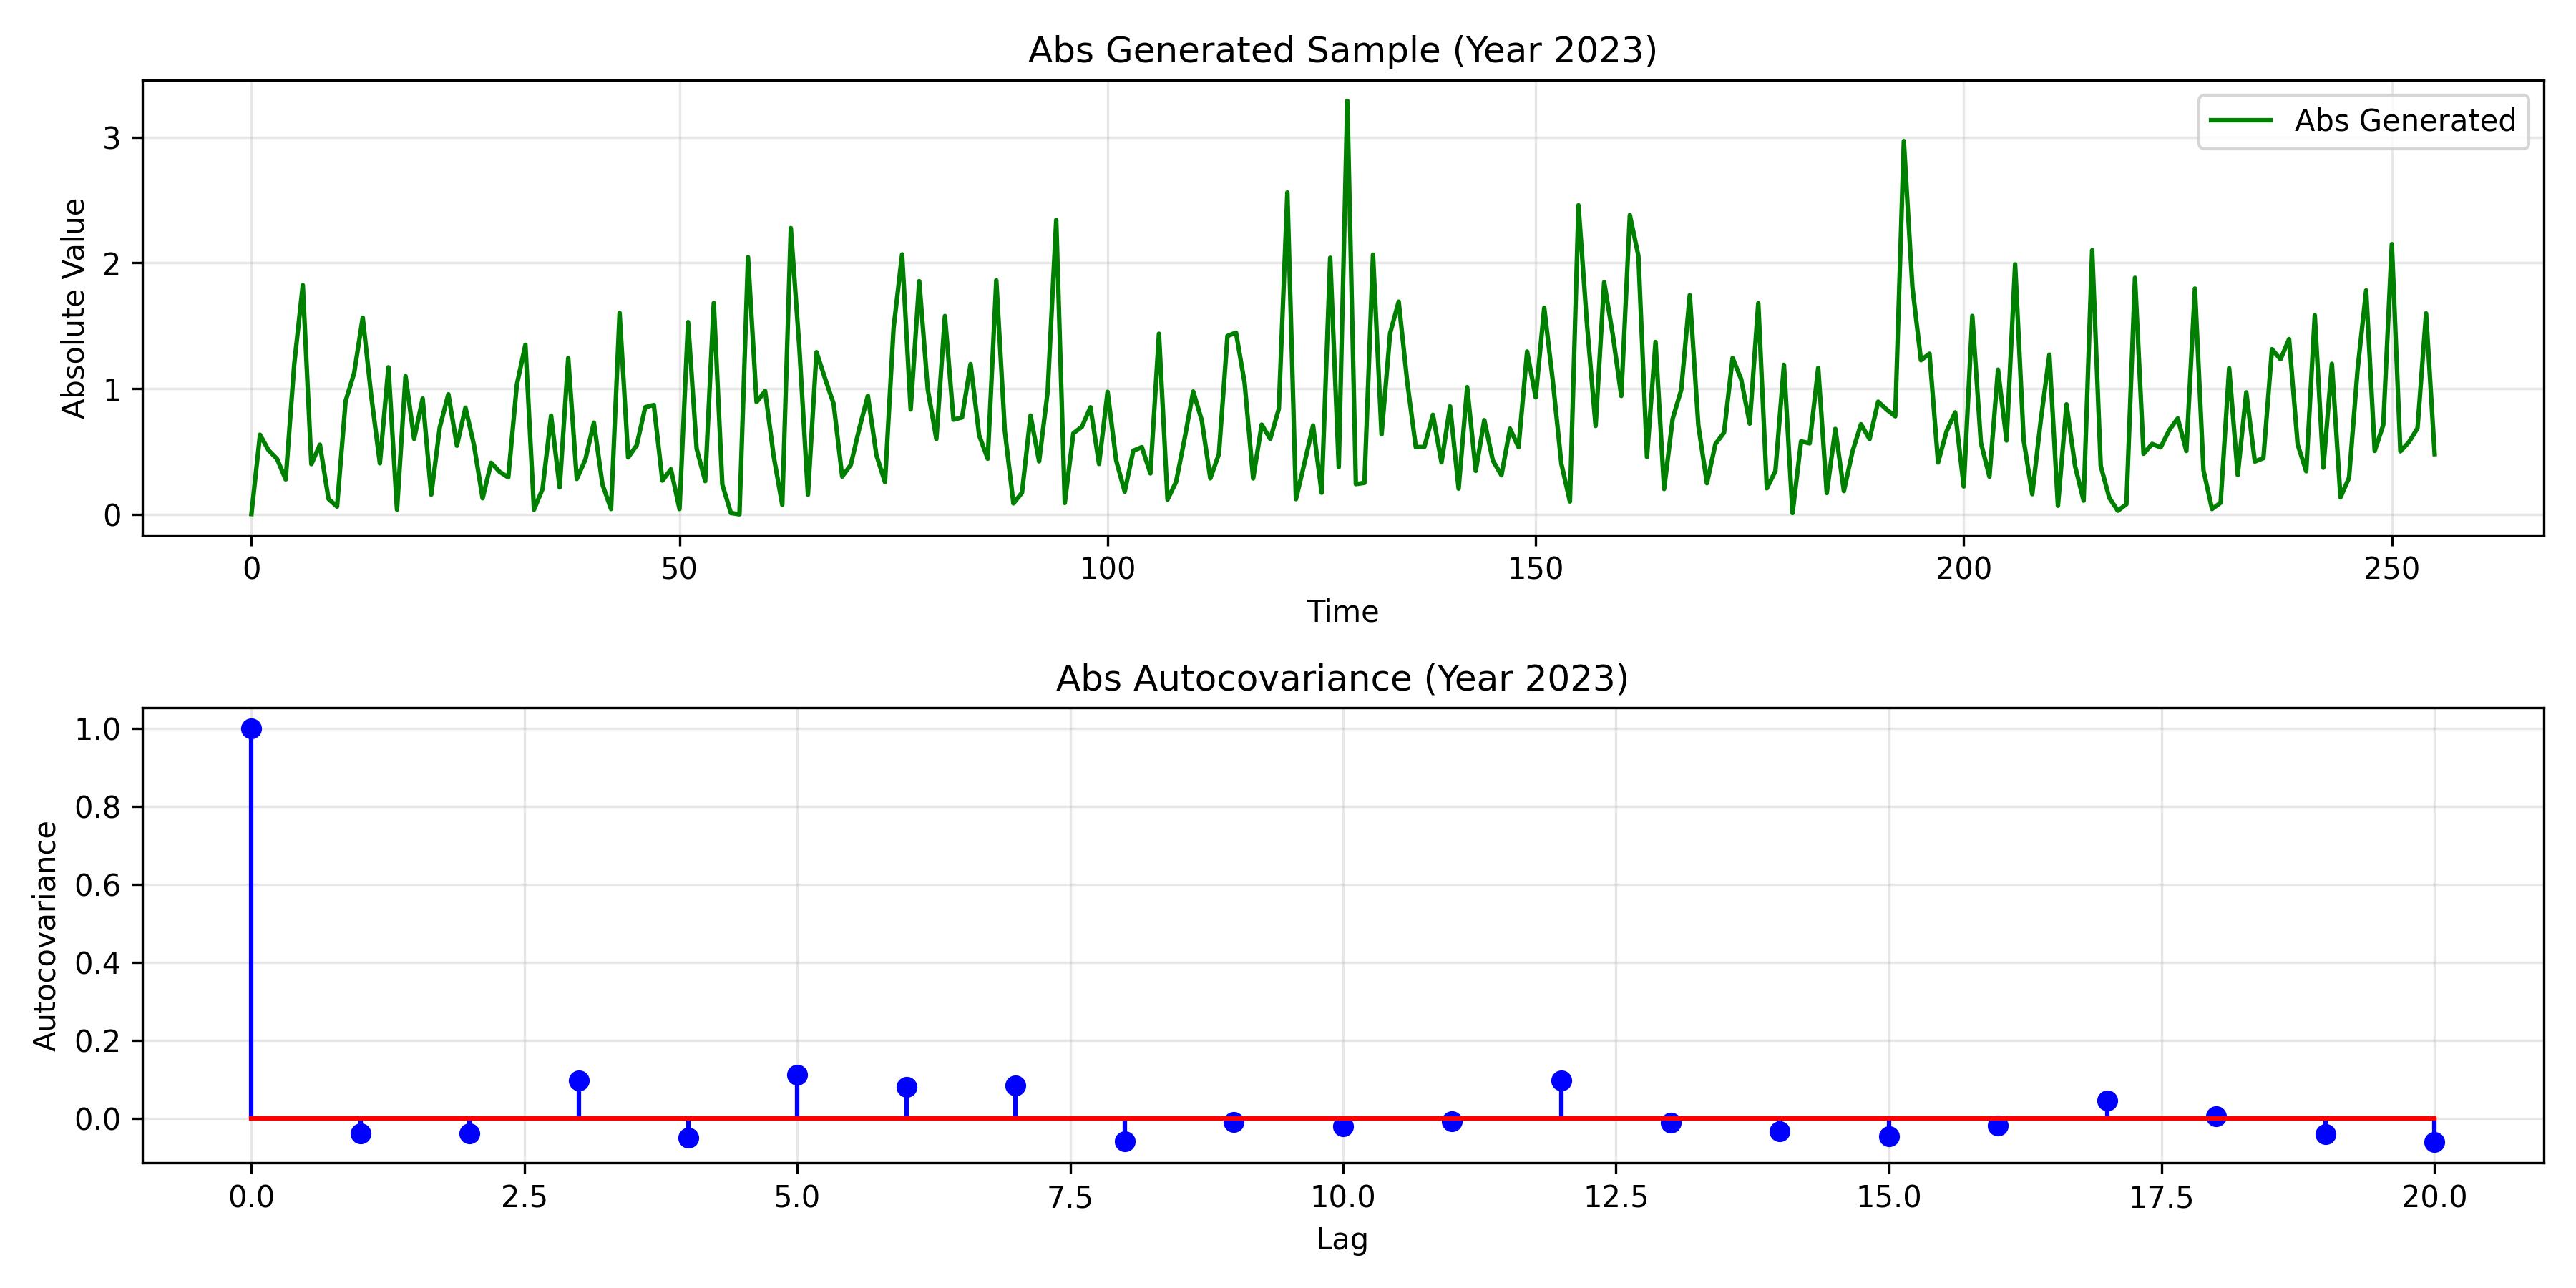 Abs Generated Sample (Year 2023)
Abs Generated
Absolute Value
3
2
1
0
0 50 100 150 200 250
Time
Abs Autocovariance (Year 2023)
Autocovariance
1.0
0.8
0.6
0.4
0.2
0.0
0.0 2.5 5.0 7.5 10.0 12.5 15.0 17.5 20.0
Lag